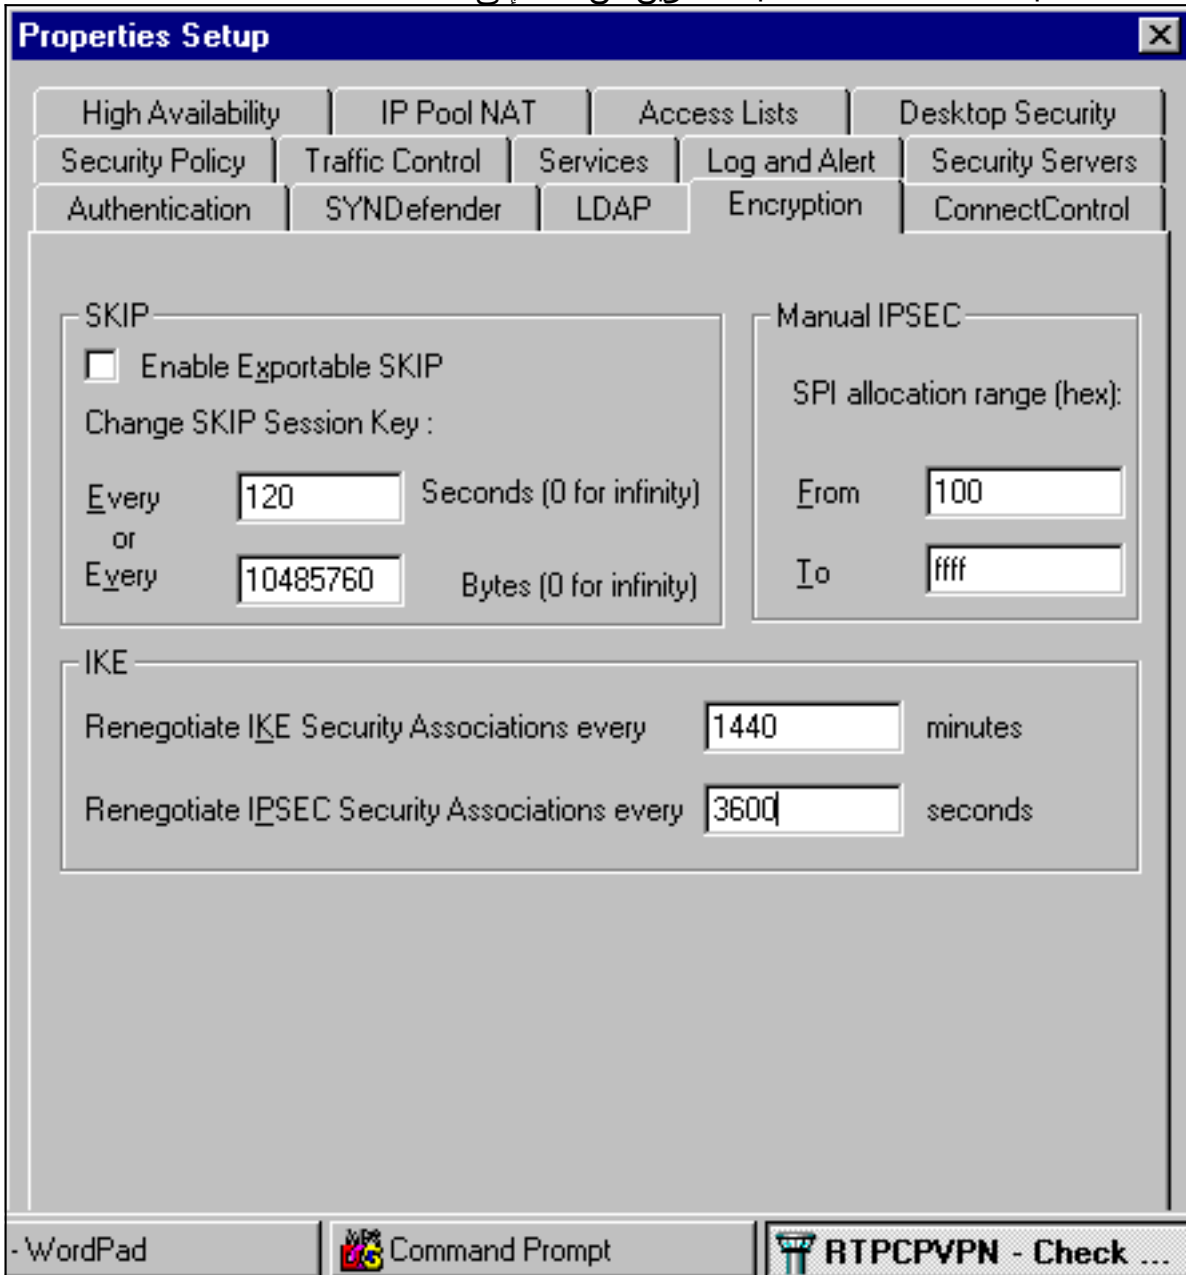 Properties Setup
High Availability IP Pool NAT Access Lists Desktop Security
Security Policy Traffic Control Services Log and Alert Security Servers
Authentication SYNDefender LDAP Encryption ConnectControl
SKIP
Enable Exportable SKIP
Change SKIP Session Key :
Every 120 Seconds (0 for infinity)
or
Every 10485760 Bytes (0 for infinity)
Manual IPSEC
SPI allocation range (hex):
From 100
To ffff
IKE
Renegotiate IKE Security Associations every 1440 minutes
Renegotiate IPSEC Security Associations every 3600 seconds
- WordPad Command Prompt RTPCPVPN - Check ...